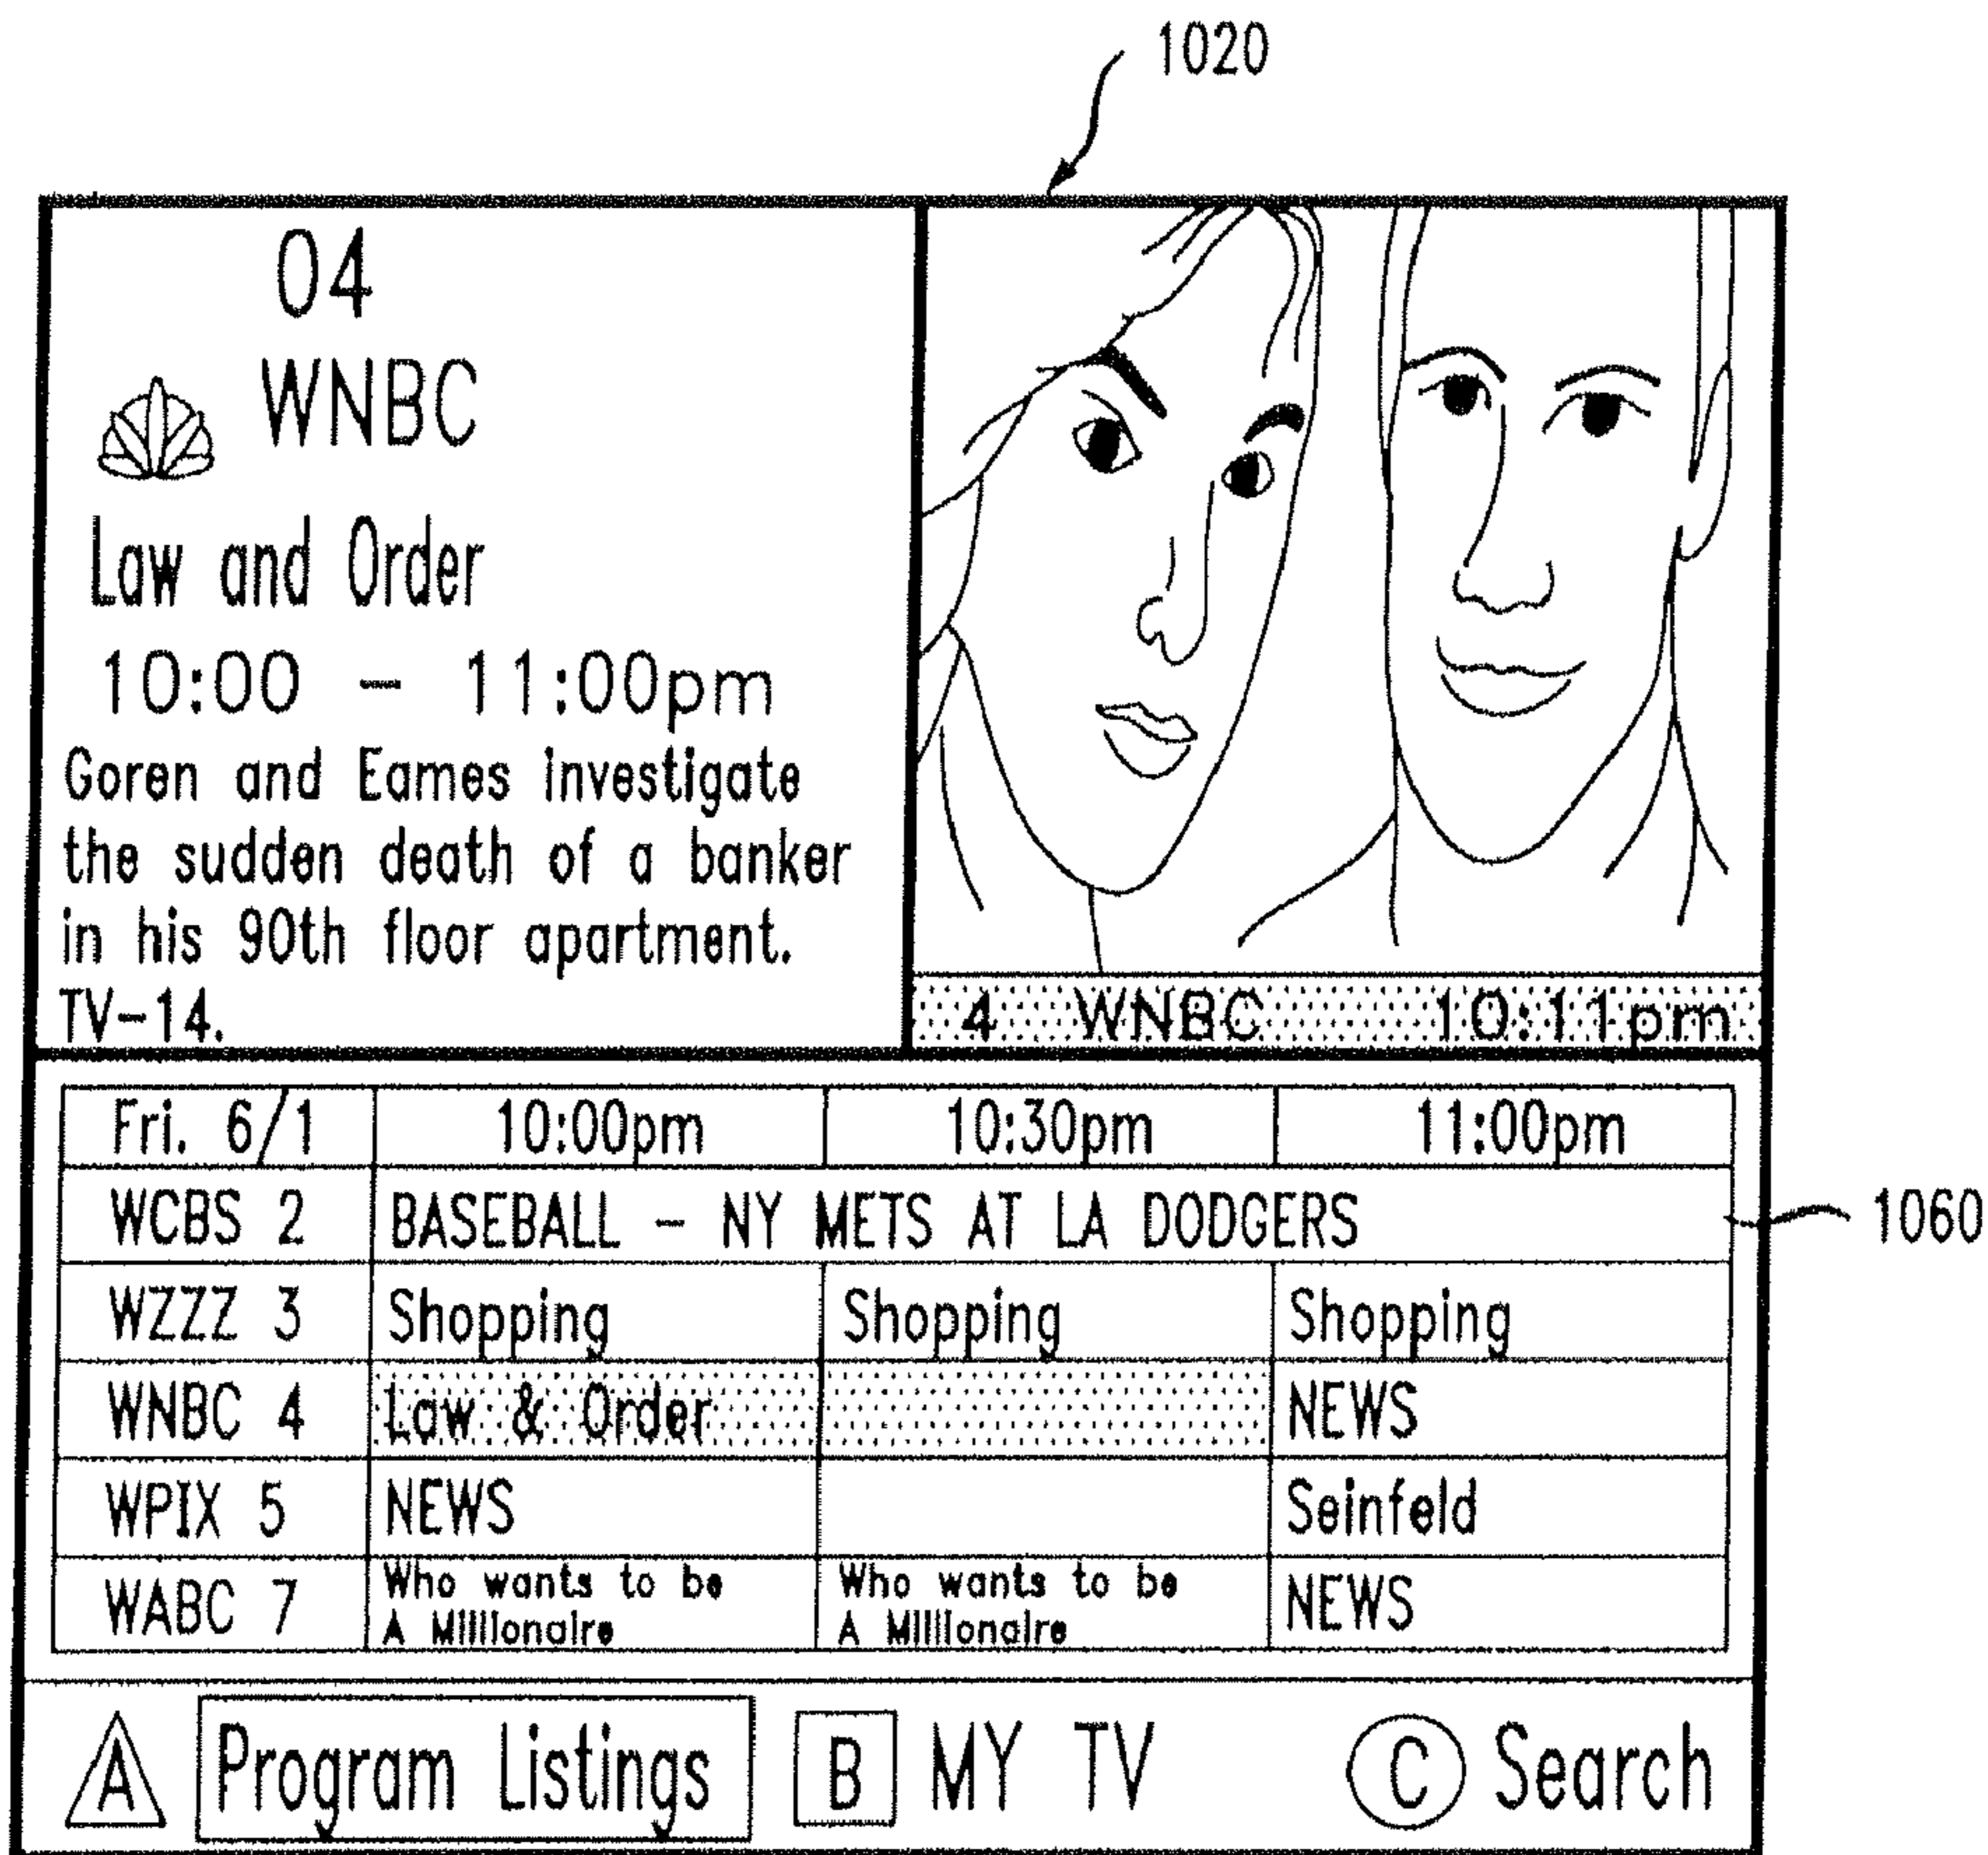 1020
04
WNBC
Law and Order
10:00 - 11:00pm
Goren and Eames investigate
the sudden death of a banker
in his 90th floor apartment.
TV-14.
4 WNBC 10:11pm
Fri. 6/1 10:00pm 10:30pm 11:00pm
WCBS 2 BASEBALL - NY METS AT LA DODGERS
1060
WZZZ 3 Shopping Shopping Shopping
WNBC 4 Law & Order NEWS
WPIX 5 NEWS Seinfeld
WABC 7 Who wants to be A Millionaire Who wants to be A Millionaire NEWS
A Program Listings B MY TV C Search